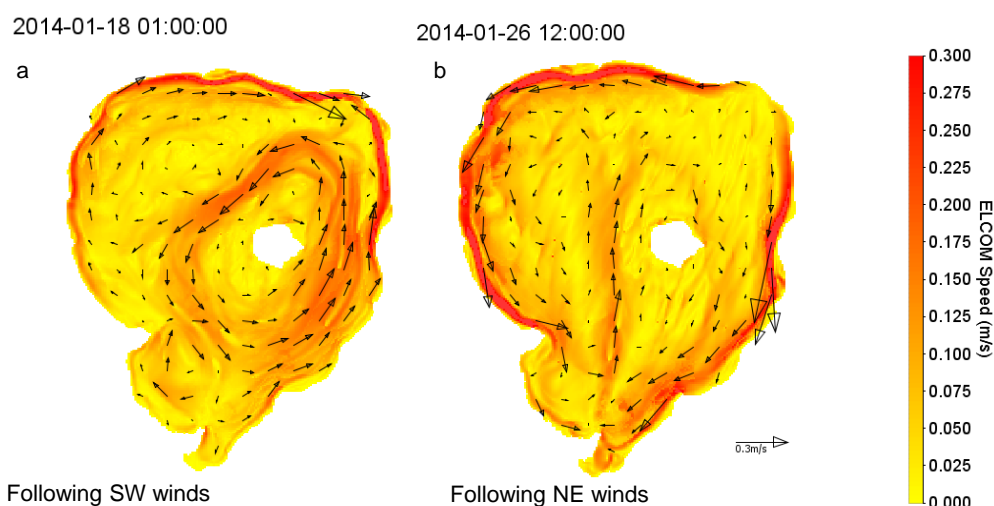 2014-01-18 01:00:00
2014-01-26 12:00:00
a
b
0.300
0.275
0.250
0.225
0.200
0.175
0.150
0.125
0.100
0.075
0.050
0.025
0.000
ELCOM Speed (m/s)
0.3m/s
Following SW winds
Following NE winds